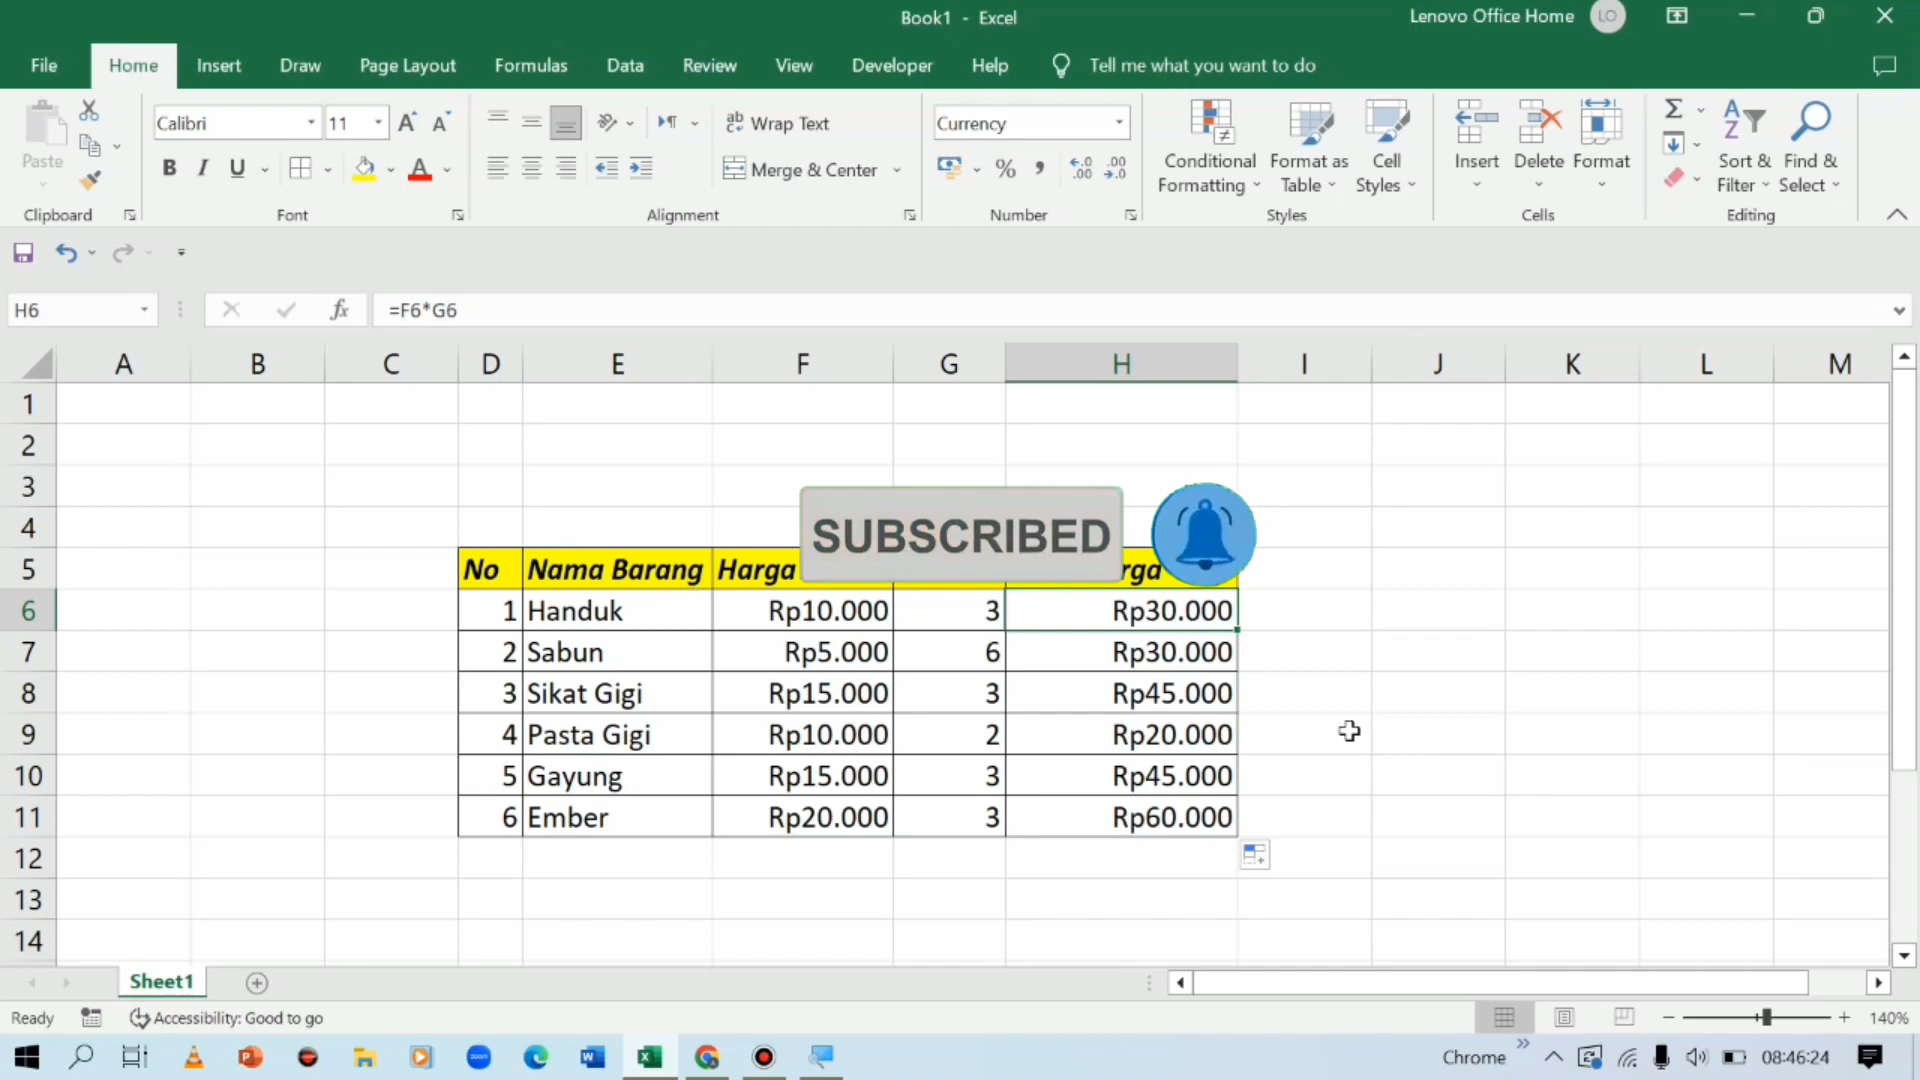 Book1 - Excel
Lenovo Office Home LO
File Home Insert Draw Page Layout Formulas Data Review View Developer Help Tell me what you want to do
Paste
Clipboard
Calibri 11
B I U A
Font
Wrap Text
Merge & Center
Alignment
Currency
% , .00
Number
Conditional Formatting
Format as Table
Cell Styles
Styles
Insert Delete Format
Cells
Sort & Filter
Find & Select
Editing
H6 fx =F6*G6
A B C D E F G H I J K L M
1
2
3
4
SUBSCRIBED
5 No Nama Barang Harga rga
6 1 Handuk Rp10.000 3 Rp30.000
7 2 Sabun Rp5.000 6 Rp30.000
8 3 Sikat Gigi Rp15.000 3 Rp45.000
9 4 Pasta Gigi Rp10.000 2 Rp20.000
10 5 Gayung Rp15.000 3 Rp45.000
11 6 Ember Rp20.000 3 Rp60.000
12
13
14
Sheet1
Ready Accessibility: Good to go 140%
Chrome 08:46:24